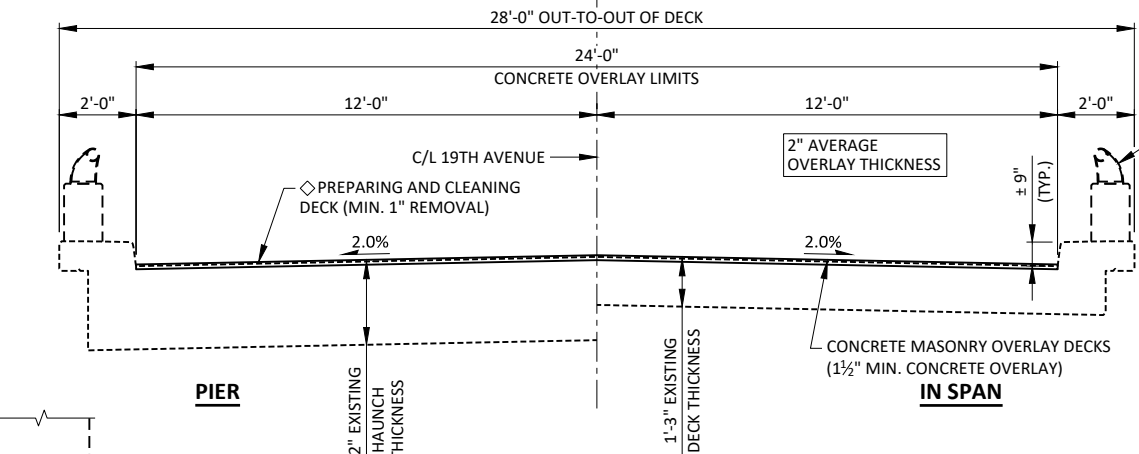 28'-0" OUT-TO-OUT OF DECK
24'-0"
CONCRETE OVERLAY LIMITS
2'-0"
12'-0"
12'-0"
2'-0"
C/L 19TH AVENUE
2" AVERAGE
OVERLAY THICKNESS
± 9"
(TYP.)
◇PREPARING AND CLEANING
DECK (MIN. 1" REMOVAL)
2.0%
2.0%
CONCRETE MASONRY OVERLAY DECKS
(1½" MIN. CONCRETE OVERLAY)
PIER
IN SPAN
2" EXISTING
HAUNCH
THICKNESS
1'-3" EXISTING
DECK THICKNESS